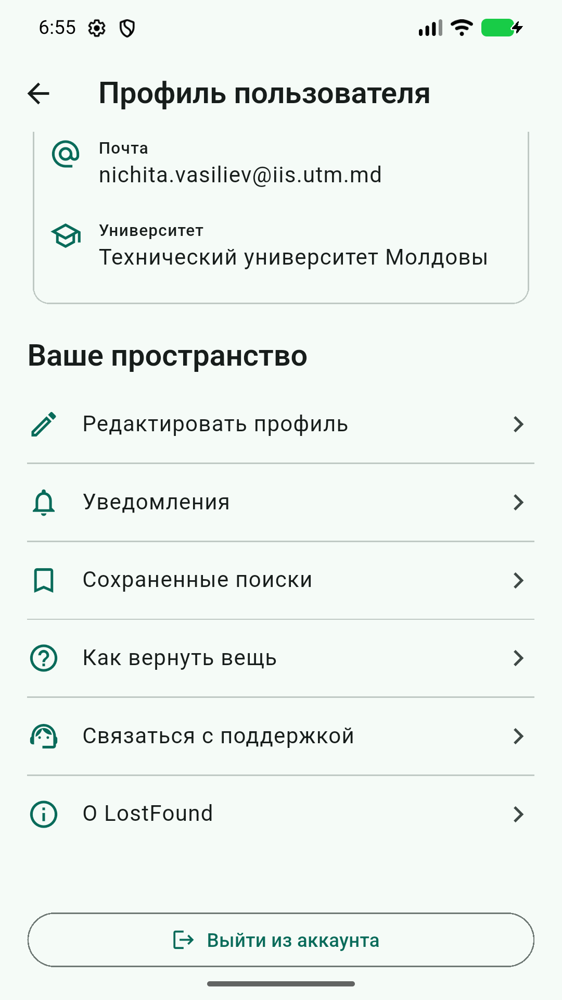 6:55
Профиль пользователя
Почта
nichita.vasiliev@iis.utm.md
Университет
Технический университет Молдовы
Ваше пространство
Редактировать профиль
Уведомления
Сохраненные поиски
Как вернуть вещь
Связаться с поддержкой
О LostFound
Выйти из аккаунта